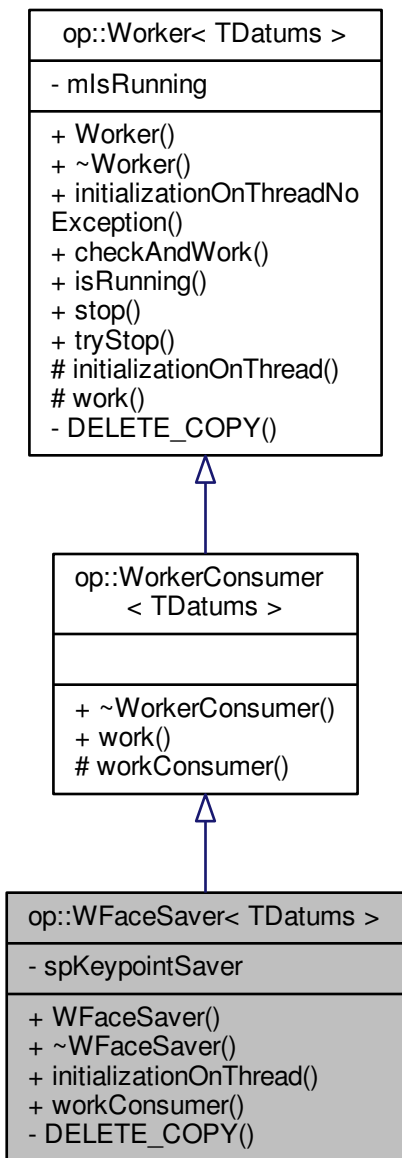 op::Worker< TDatums >
- mIsRunning
+ Worker()
+ ~Worker()
+ initializationOnThreadNo
Exception()
+ checkAndWork()
+ isRunning()
+ stop()
+ tryStop()
# initializationOnThread()
# work()
- DELETE_COPY()
op::WorkerConsumer
< TDatums >
+ ~WorkerConsumer()
+ work()
# workConsumer()
op::WFaceSaver< TDatums >
- spKeypointSaver
+ WFaceSaver()
+ ~WFaceSaver()
+ initializationOnThread()
+ workConsumer()
- DELETE_COPY()